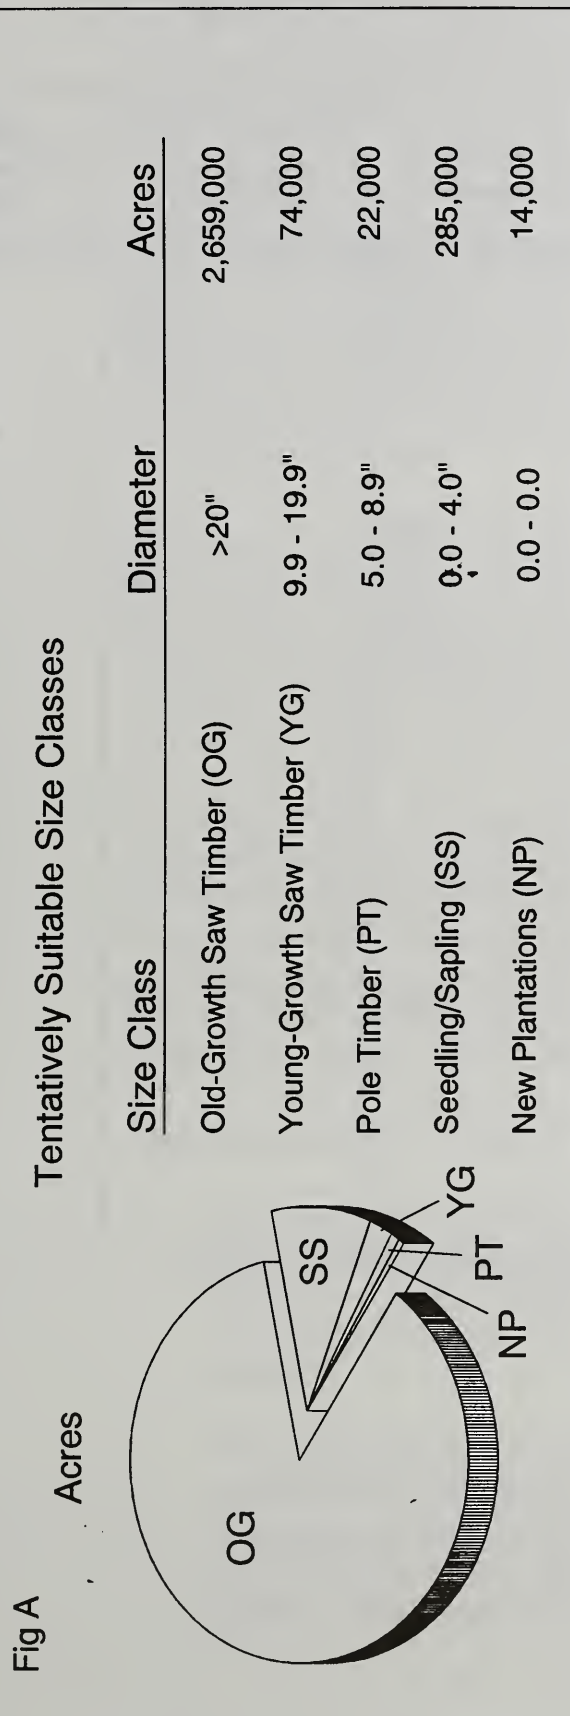 Fig A
Acres
OG
SS
YG
PT
NP
Tentatively Suitable Size Classes
Size Class Diameter Acres
Old-Growth Saw Timber (OG) >20" 2,659,000
Young-Growth Saw Timber (YG) 9.9 - 19.9" 74,000
Pole Timber (PT) 5.0 - 8.9" 22,000
Seedling/Sapling (SS) 0.0 - 4.0" 285,000
New Plantations (NP) 0.0 - 0.0 14,000